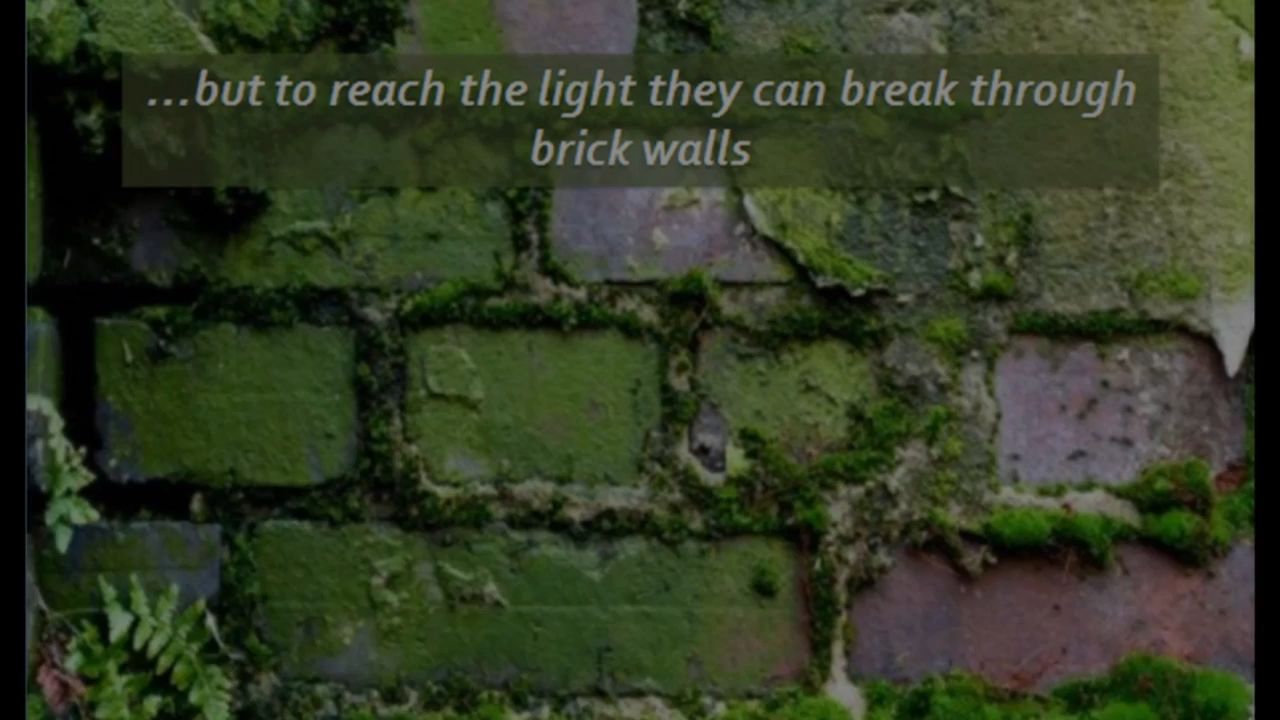 ...but to reach the light they can break through
brick walls